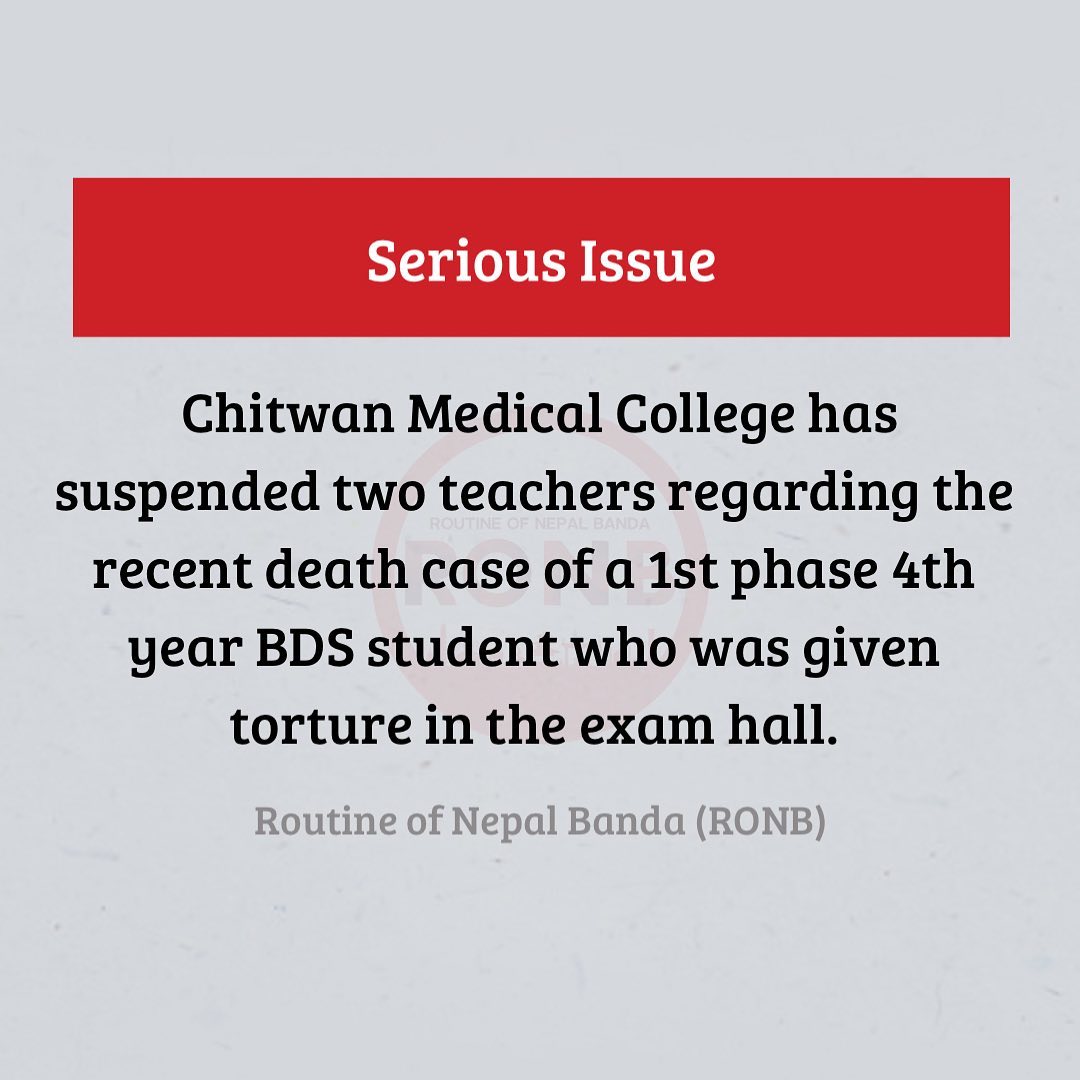 Serious Issue
Chitwan Medical College has
suspended two teachers regarding the
ROUTINE OF NEPAL BANDA
recent death case of a 1st phase 4th
RONB
year BDS student who was given
torture in the exam hall.
Routine of Nepal Banda (RONB)